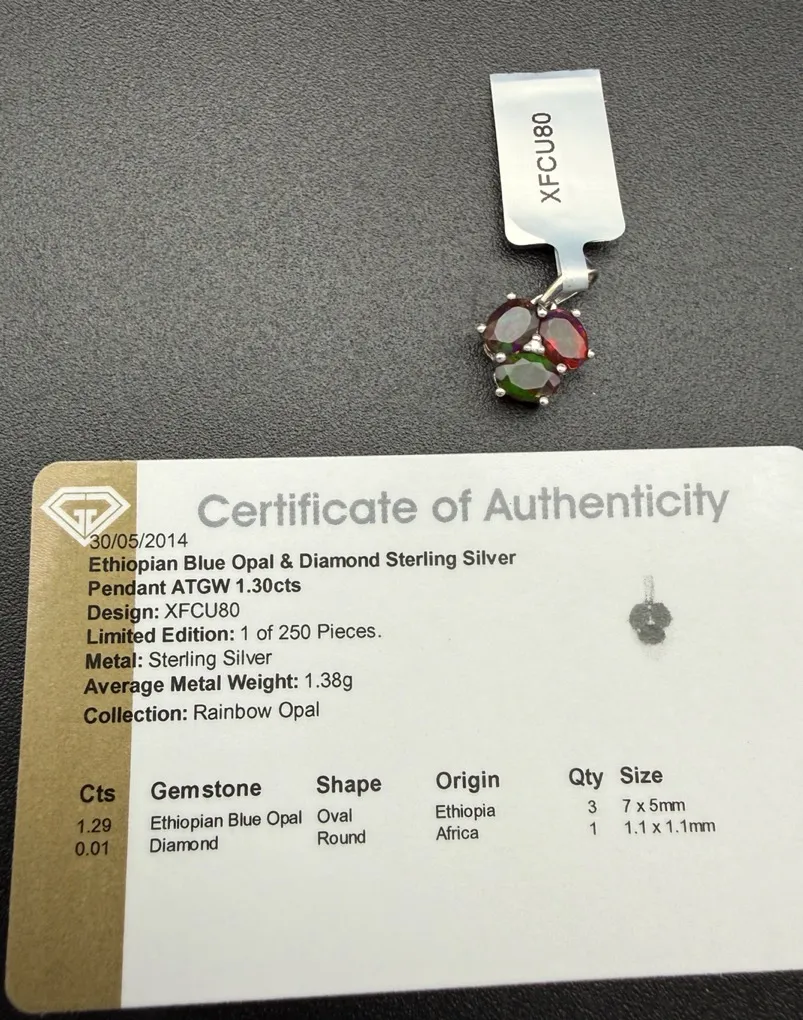 XFCU80
Certificate of Authenticity
30/05/2014
Ethiopian Blue Opal & Diamond Sterling Silver
Pendant ATGW 1.30cts
Design: XFCU80
Limited Edition: 1 of 250 Pieces.
Metal: Sterling Silver
Average Metal Weight: 1.38g
Collection: Rainbow Opal
Cts Gemstone Shape Origin Qty Size
1.29 Ethiopian Blue Opal Oval Ethiopia 3 7 x 5mm
0.01 Diamond Round Africa 1 1.1 x 1.1mm